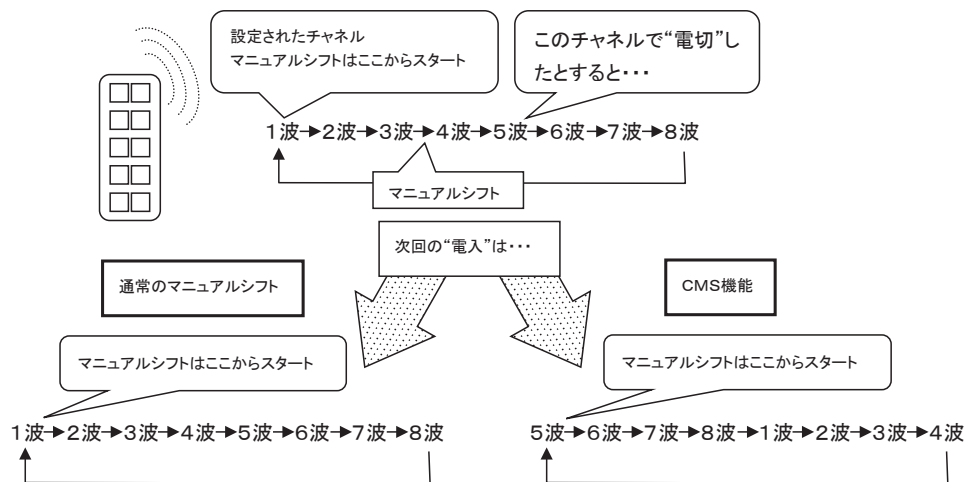 設定されたチャネル
マニュアルシフトはここからスタート
このチャネルで“電切”し
たとすると・・・
1波→2波→3波→4波→5波→6波→7波→8波
マニュアルシフト
次回の“電入”は・・・
通常のマニュアルシフト
CMS機能
マニュアルシフトはここからスタート
マニュアルシフトはここからスタート
1波→2波→3波→4波→5波→6波→7波→8波
5波→6波→7波→8波→1波→2波→3波→4波